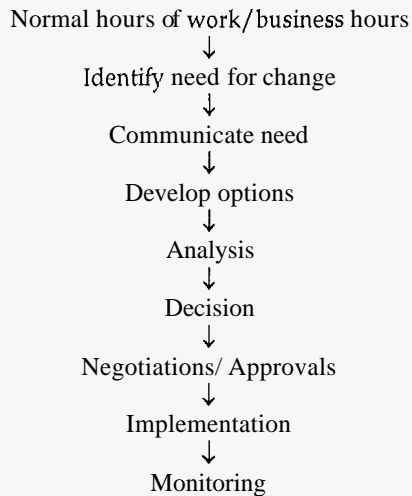 Normal hours of work/business hours
↓
Identify need for change
↓
Communicate need
↓
Develop options
↓
Analysis
↓
Decision
↓
Negotiations/ Approvals
↓
Implementation
↓
Monitoring